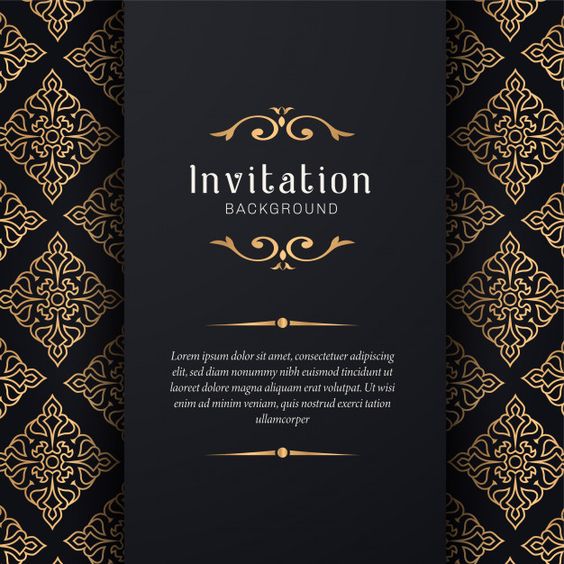 Invitation
BACKGROUND
Lorem ipsum dolor sit amet, consectetuer adipiscing
elit, sed diam nonummy nibh euismod tincidunt ut
laoreet dolore magna aliquam erat volutpat. Ut wisi
enim ad minim veniam, quis nostrud exerci tation
ullamcorper